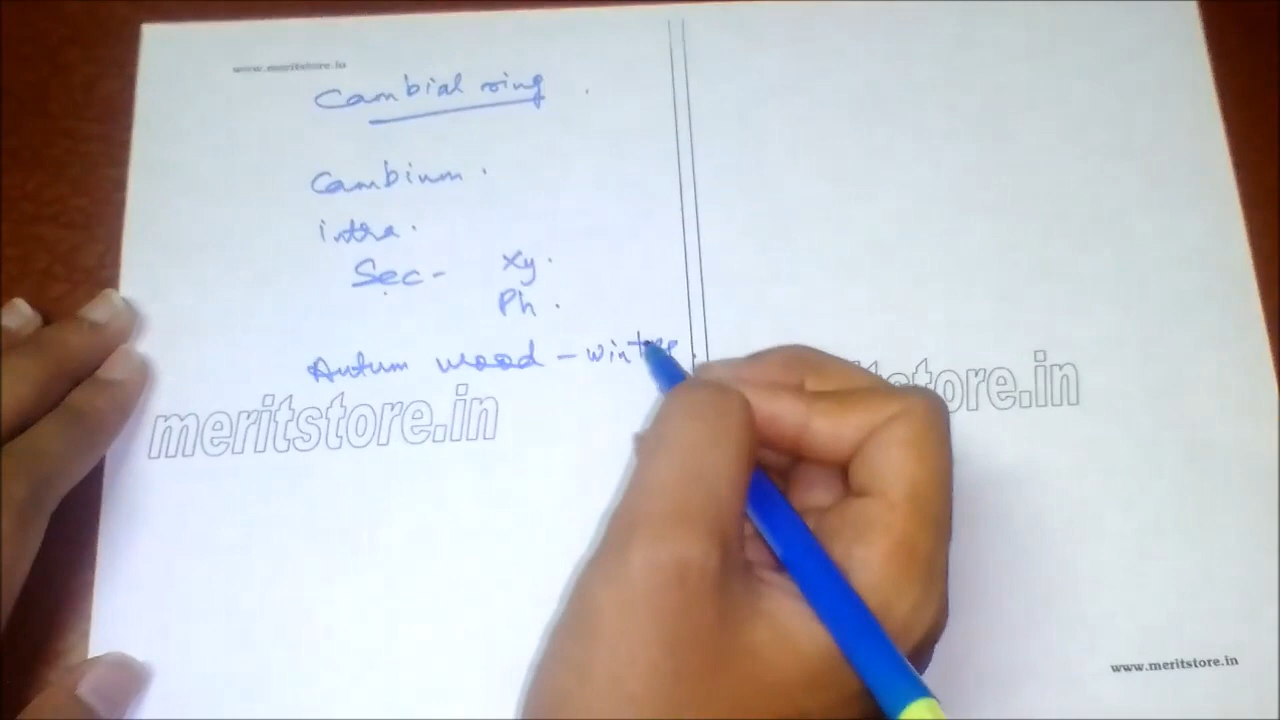 www.meritstore.in
Cambial ring .
Cambium .
intra .
Sec - Xy .
Ph .
Autum wood - winter
meritstore.in
store.in
www.meritstore.in